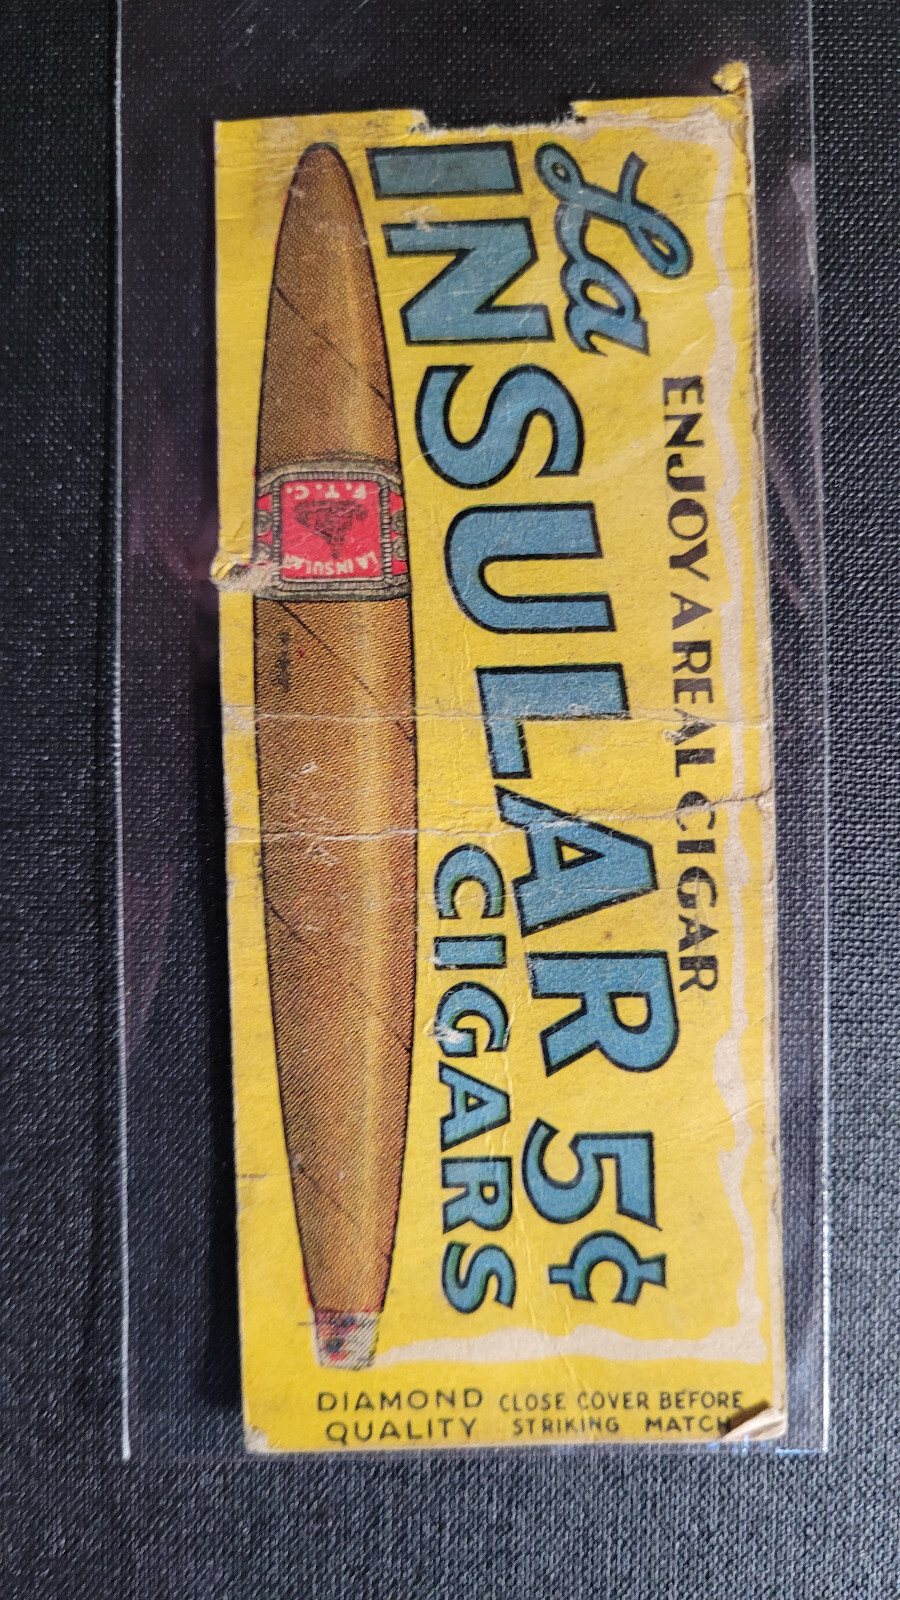 ENJOY A REAL CIGAR
La
INSULAR 5¢
CIGARS
F.T.C.
LA INSULAR
DIAMOND
QUALITY
CLOSE COVER BEFORE
STRIKING MATCH